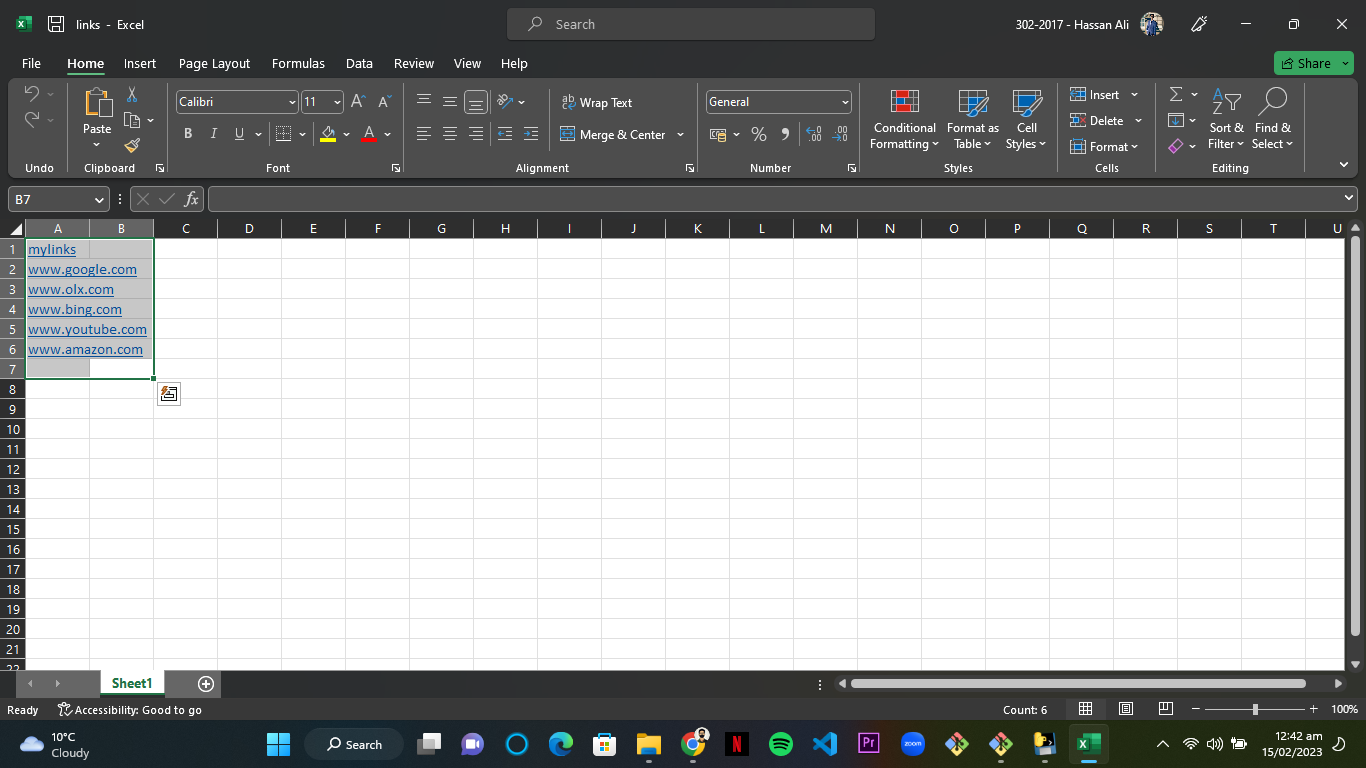 links - Excel
Search
302-2017 - Hassan Ali
File Home Insert Page Layout Formulas Data Review View Help
Share
Calibri 11
Wrap Text
General
Insert
Paste
B I U
Merge & Center
Conditional Formatting
Format as Table
Cell Styles
Delete
Format
Sort & Filter
Find & Select
Undo Clipboard Font Alignment Number Styles Cells Editing
B7 fx
A B C D E F G H I J K L M N O P Q R S T U
1 mylinks
2 www.google.com
3 www.olx.com
4 www.bing.com
5 www.youtube.com
6 www.amazon.com
7
8
9
10
11
12
13
14
15
16
17
18
19
20
21
22
Sheet1
Ready Accessibility: Good to go Count: 6 100%
10°C
Cloudy
Search
N
Pr
zoom
12:42 am
15/02/2023